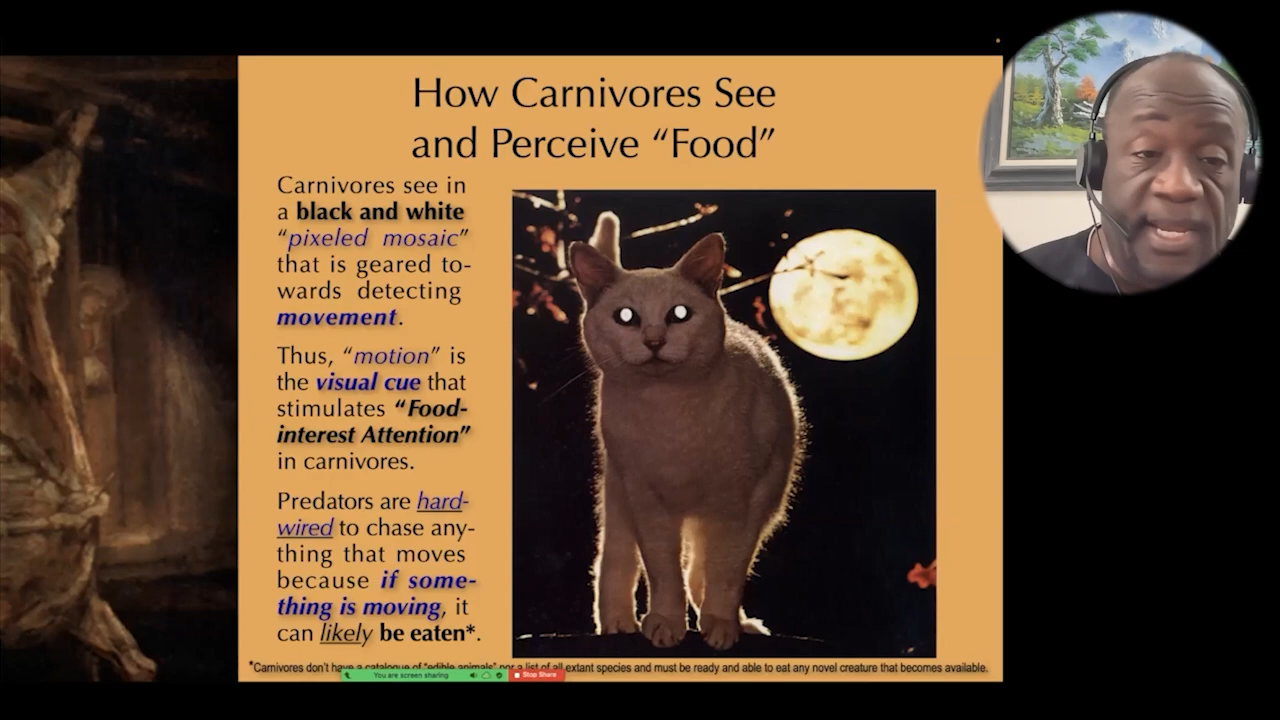 How Carnivores See
and Perceive “Food”
Carnivores see in
a black and white
“pixeled mosaic”
that is geared to-
wards detecting
movement.
Thus, “motion” is
the visual cue that
stimulates “Food-
interest Attention”
in carnivores.
Predators are hard-
wired to chase any-
thing that moves
because if some-
thing is moving, it
can likely be eaten*.
*Carnivores don’t have a catalogue of “edible animals” nor a list of all extant species and must be ready and able to eat any novel creature that becomes available.
You are screen sharing
Stop Share